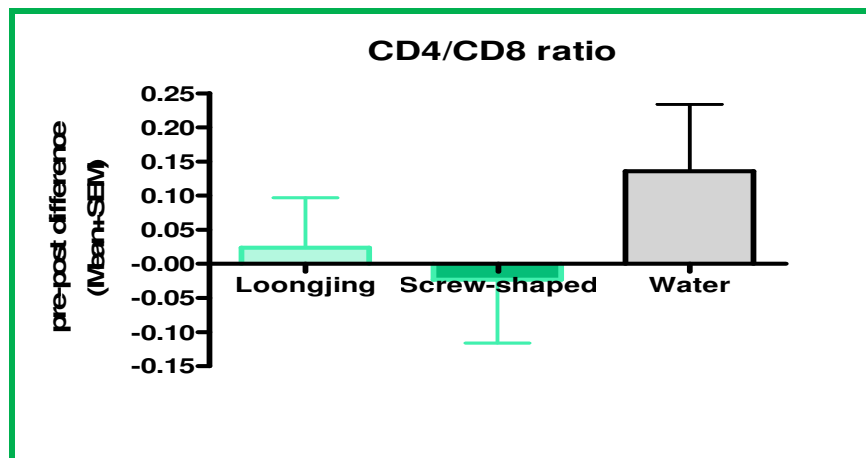 CD4/CD8 ratio
pre-post difference
(Mean+SEM)
0.25
0.20
0.15
0.10
0.05
-0.00
-0.05
-0.10
-0.15
Loongjing
Screw-shaped
Water